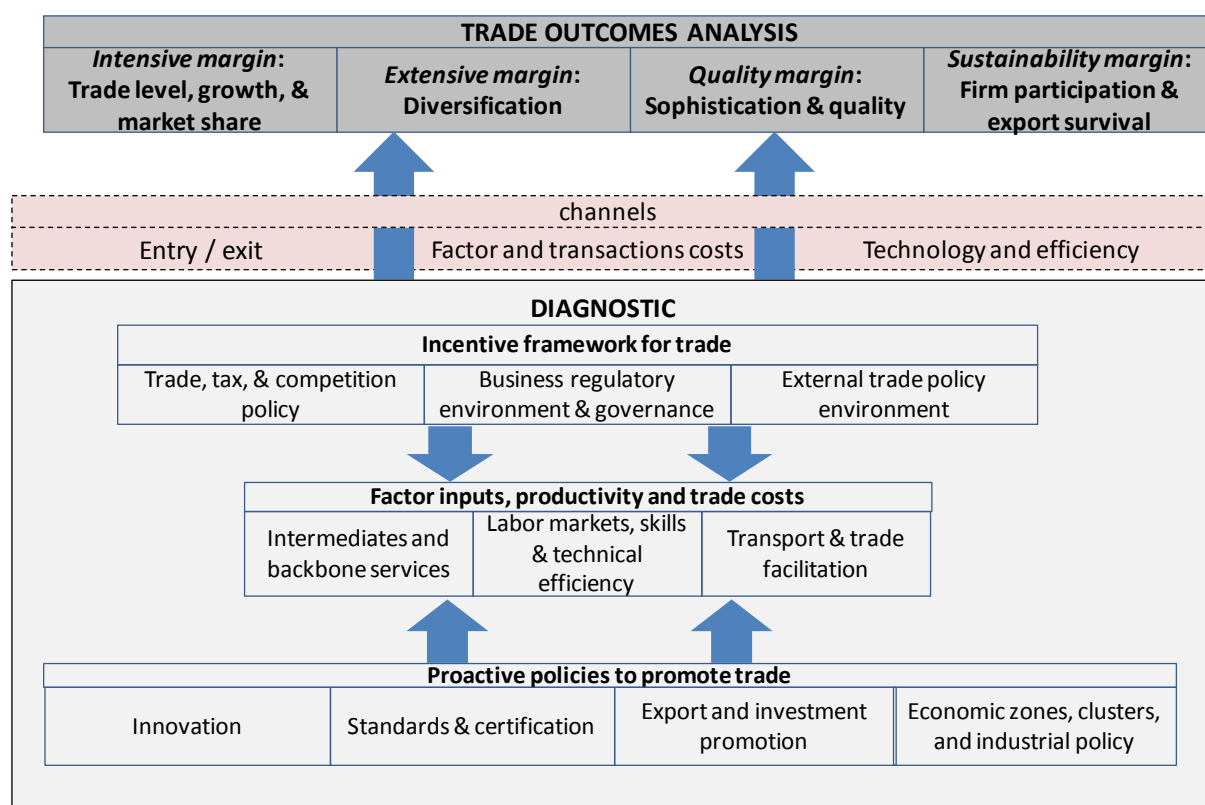 TRADE OUTCOMES ANALYSIS
Intensive margin:
Trade level, growth, &
market share
Extensive margin:
Diversification
Quality margin:
Sophistication & quality
Sustainability margin:
Firm participation &
export survival
channels
Entry / exit
Factor and transactions costs
Technology and efficiency
DIAGNOSTIC
Incentive framework for trade
Trade, tax, & competition
policy
Business regulatory
environment & governance
External trade policy
environment
Factor inputs, productivity and trade costs
Intermediates and
backbone services
Labor markets, skills
& technical
efficiency
Transport & trade
facilitation
Proactive policies to promote trade
Innovation
Standards & certification
Export and investment
promotion
Economic zones, clusters,
and industrial policy